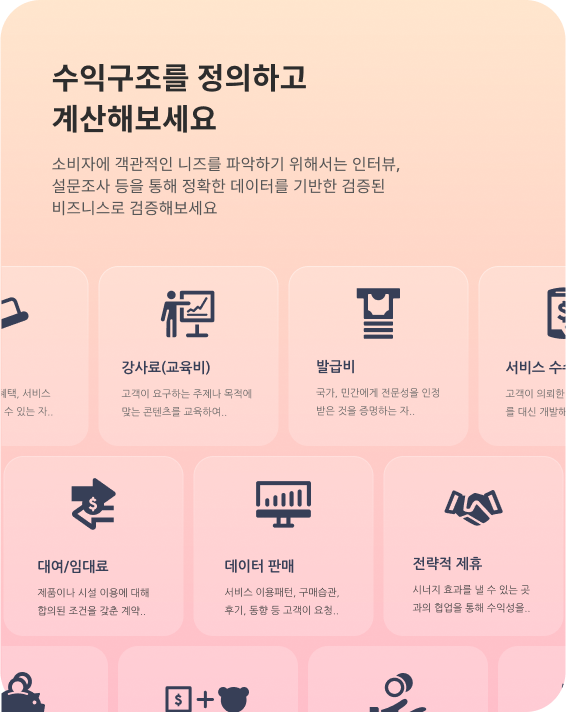 수익구조를 정의하고
계산해보세요
소비자에 객관적인 니즈를 파악하기 위해서는 인터뷰,
설문조사 등을 통해 정확한 데이터를 기반한 검증된
비즈니스로 검증해보세요
강사료(교육비)
발급비
서비스 수
혜택, 서비스
수 있는 자..
고객이 요구하는 주제나 목적에
맞는 콘텐츠를 교육하여..
국가, 민간에게 전문성을 인정
받은 것을 증명하는 자..
고객이 의뢰한
를 대신 개발해
$
대여/임대료
제품이나 시설 이용에 대해
합의된 조건을 갖춘 계약..
데이터 판매
서비스 이용패턴, 구매습관,
후기, 동향 등 고객이 요청..
전략적 제휴
시너지 효과를 낼 수 있는 곳
과의 협업을 통해 수익성을..
$